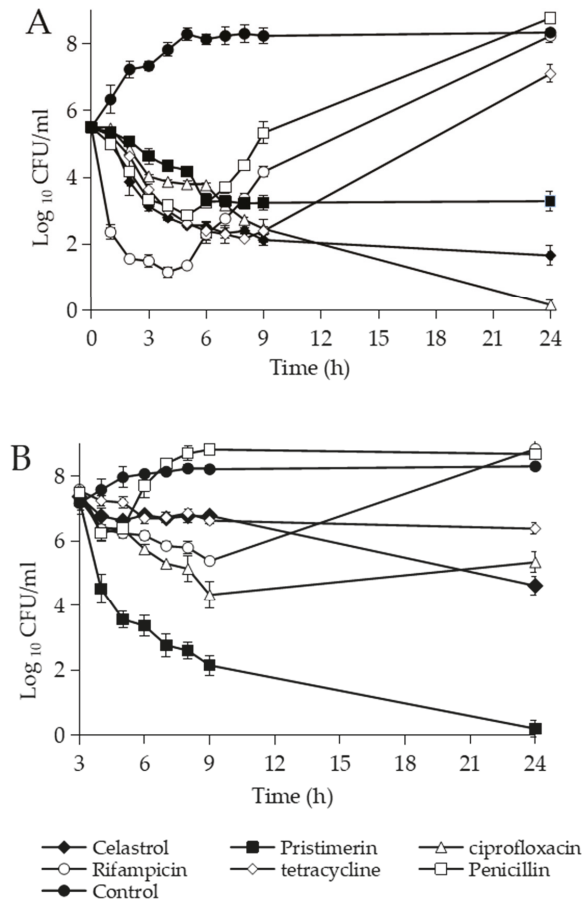 A
8
6
4
2
0
Log 10 CFU/ml
0 3 6 9 12 15 18 21 24
Time (h)
B
8
6
4
2
0
Log 10 CFU/ml
3 6 9 12 15 18 21 24
Time (h)
Celastrol Pristimerin ciprofloxacin
Rifampicin tetracycline Penicillin
Control